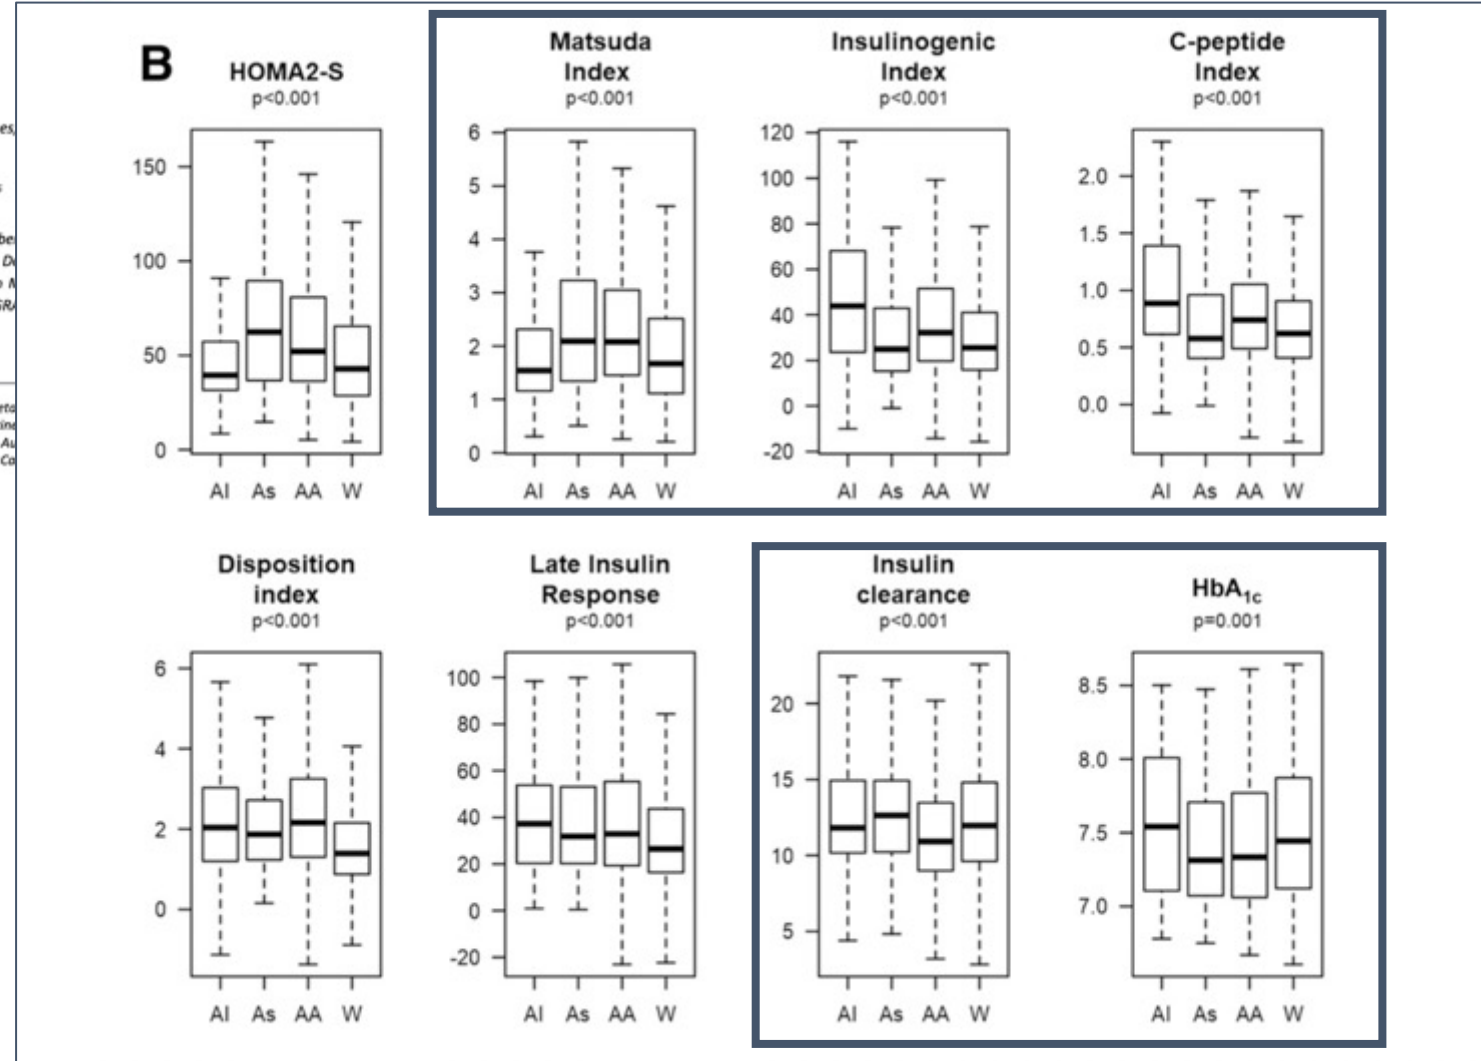 B
HOMA2-S
p<0.001
150
100
50
0
AI As AA W
Matsuda
Index
p<0.001
6
5
4
3
2
1
0
AI As AA W
Insulinogenic
Index
p<0.001
120
100
80
60
40
20
0
-20
AI As AA W
C-peptide
Index
p<0.001
2.0
1.5
1.0
0.5
0.0
AI As AA W
Disposition
index
p<0.001
6
4
2
0
AI As AA W
Late Insulin
Response
p<0.001
100
80
60
40
20
0
-20
AI As AA W
Insulin
clearance
p<0.001
20
15
10
5
AI As AA W
HbA1c
p=0.001
8.5
8.0
7.5
7.0
AI As AA W